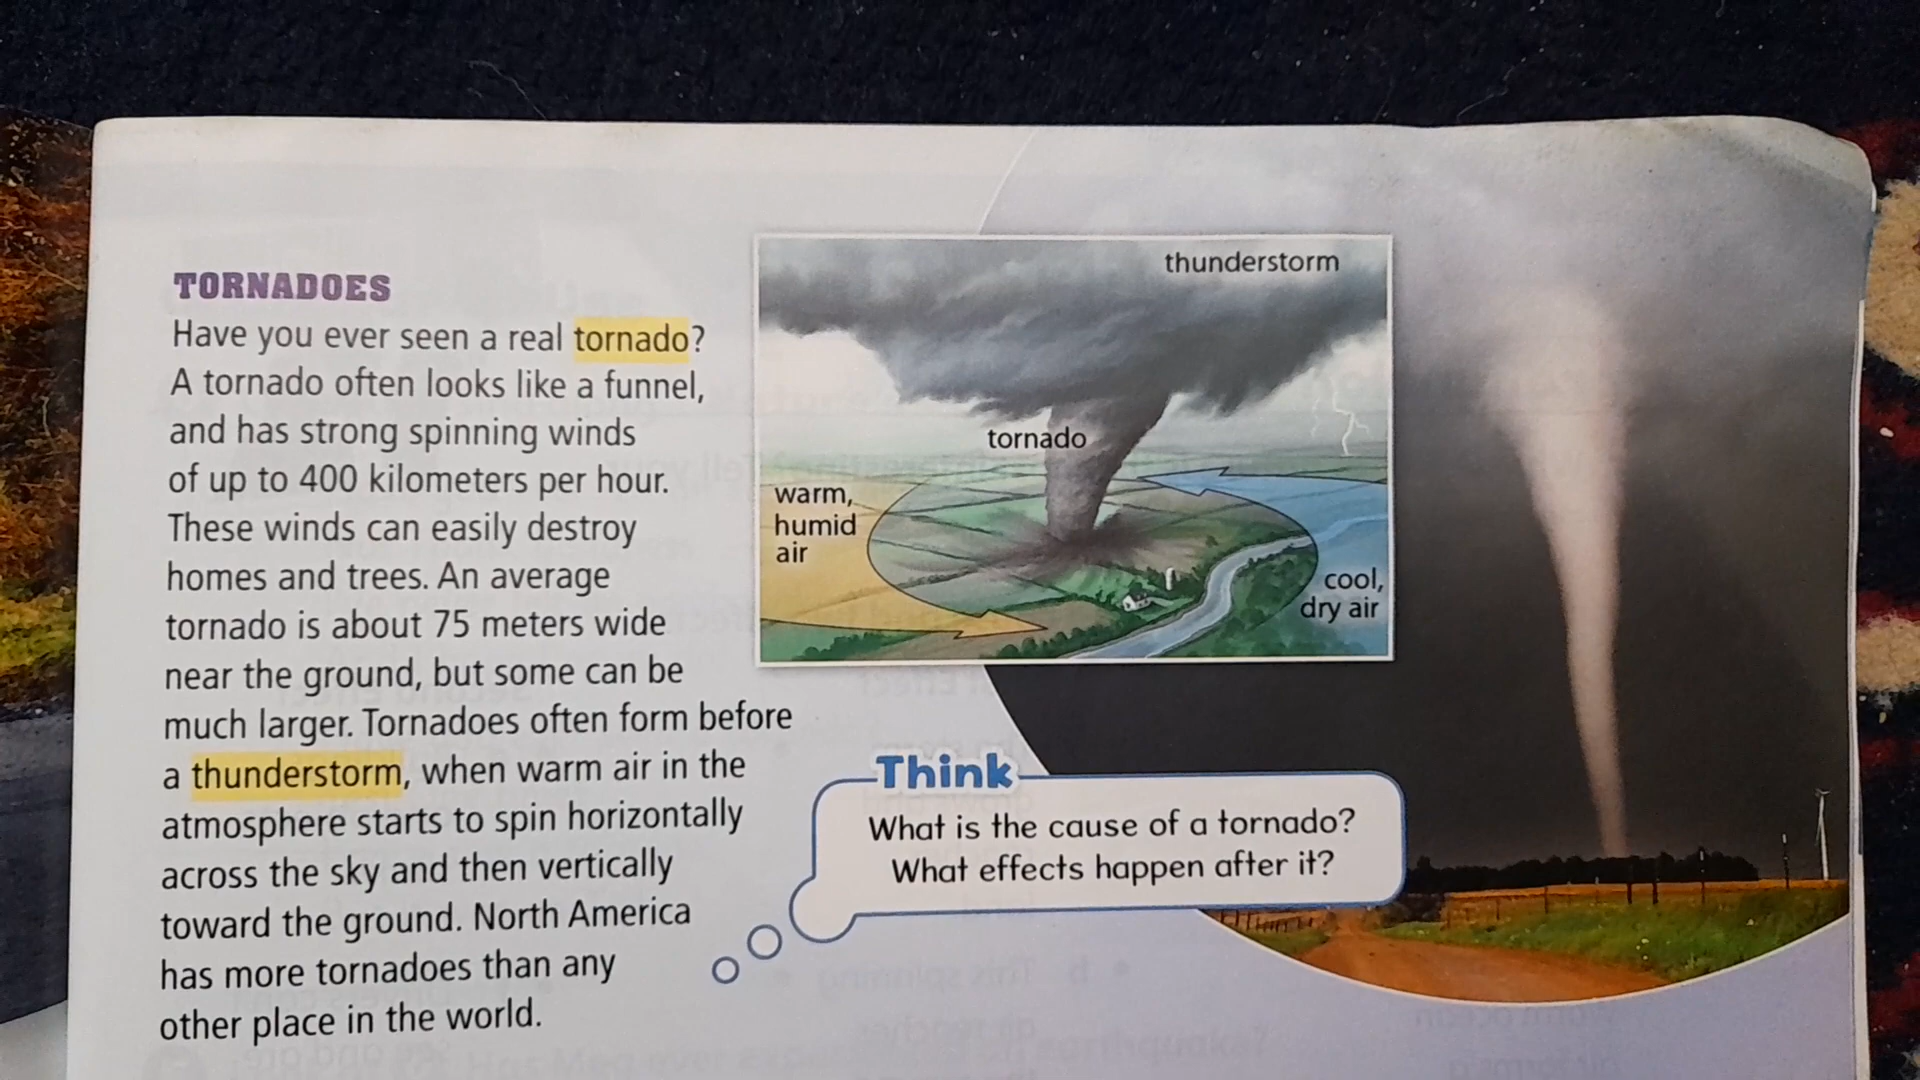 TORNADOES
Have you ever seen a real tornado?
A tornado often looks like a funnel,
and has strong spinning winds
of up to 400 kilometers per hour.
These winds can easily destroy
homes and trees. An average
tornado is about 75 meters wide
near the ground, but some can be
much larger. Tornadoes often form before
a thunderstorm, when warm air in the
atmosphere starts to spin horizontally
across the sky and then vertically
toward the ground. North America
has more tornadoes than any
other place in the world.
thunderstorm
tornado
warm,
humid
air
cool,
dry air
Think
What is the cause of a tornado?
What effects happen after it?